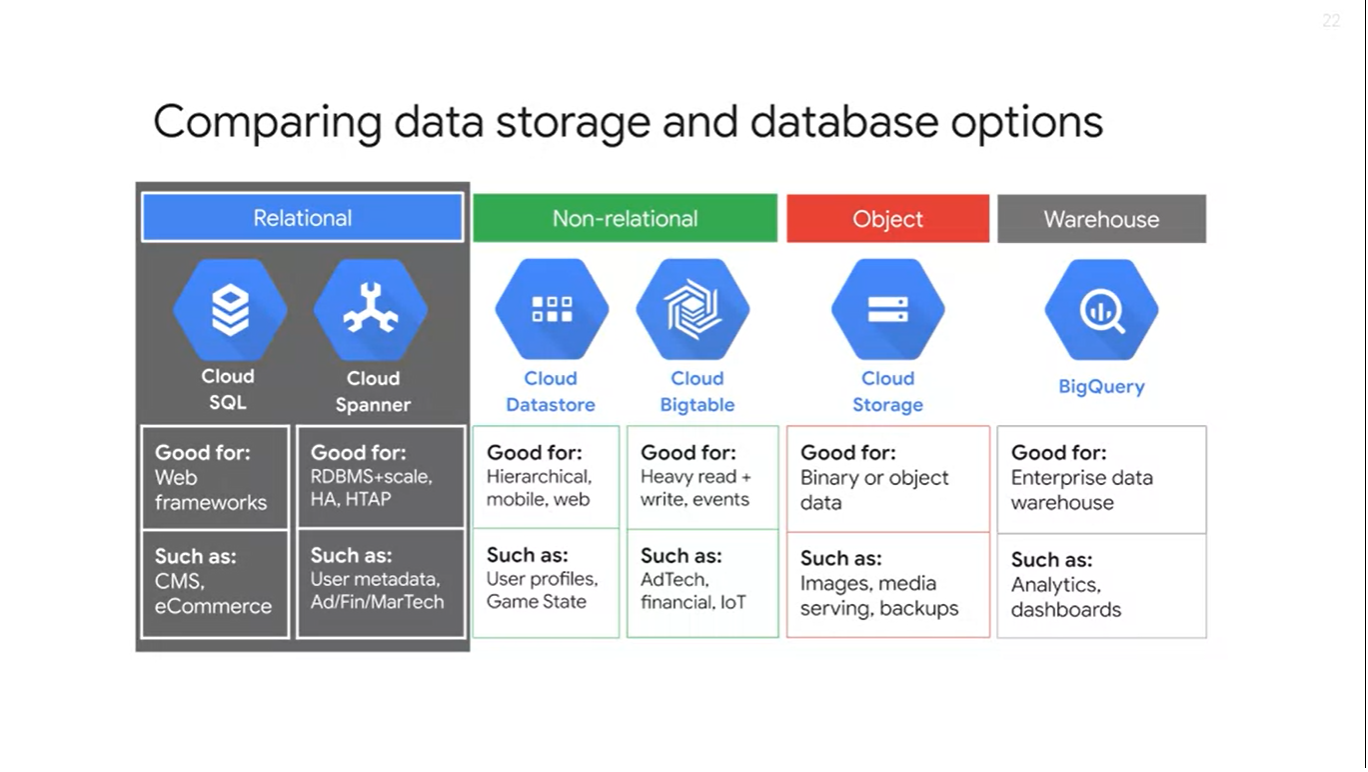 22
Comparing data storage and database options
Relational
Non-relational
Object
Warehouse
Cloud
SQL
Cloud
Spanner
Cloud
Datastore
Cloud
Bigtable
Cloud
Storage
BigQuery
Good for:
Web
frameworks
Good for:
RDBMS+scale,
HA, HTAP
Good for:
Hierarchical,
mobile, web
Good for:
Heavy read +
write, events
Good for:
Binary or object
data
Good for:
Enterprise data
warehouse
Such as:
CMS,
eCommerce
Such as:
User metadata,
Ad/Fin/MarTech
Such as:
User profiles,
Game State
Such as:
AdTech,
financial, IoT
Such as:
Images, media
serving, backups
Such as:
Analytics,
dashboards